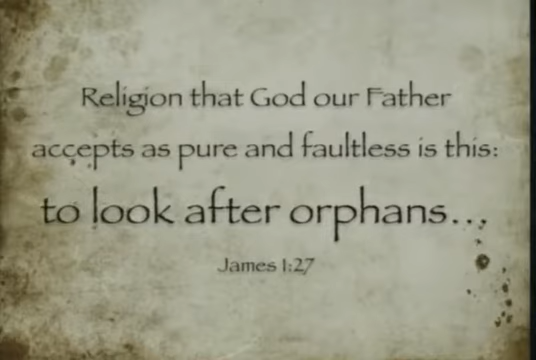 Religion that God our Father
accepts as pure and faultless is this:
to look after orphans...
James 1:27